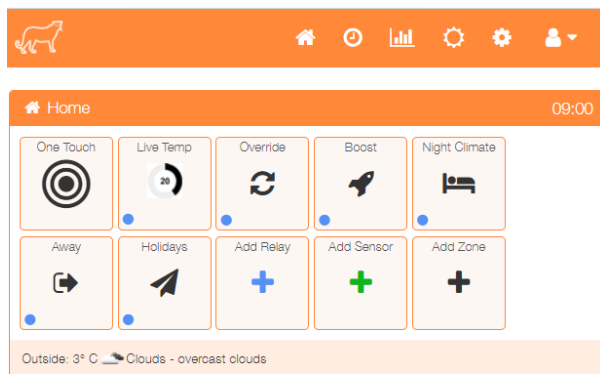 Home 09:00
One Touch Live Temp Override Boost Night Climate
20
Away Holidays Add Relay Add Sensor Add Zone
Outside: 3° C Clouds - overcast clouds